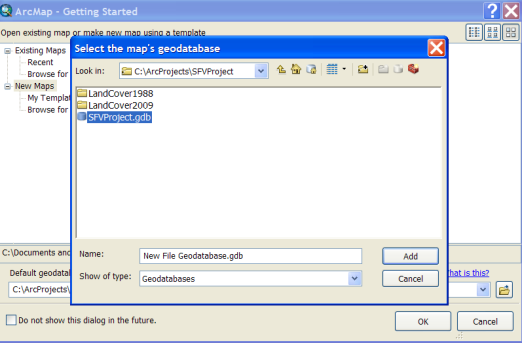 ArcMap - Getting Started
Open existing map or make new map using a template
Existing Maps
Recent
Browse for
New Maps
My Templat
Browse for
Select the map's geodatabase
Look in: C:\ArcProjects\SFVProject
LandCover1988
LandCover2009
SFVProject.gdb
Name: New File Geodatabase.gdb
Add
Show of type: Geodatabases
Cancel
C:\Documents and
Default geodatal
hat is this?
C:\ArcProjects\
Do not show this dialog in the future.
OK
Cancel